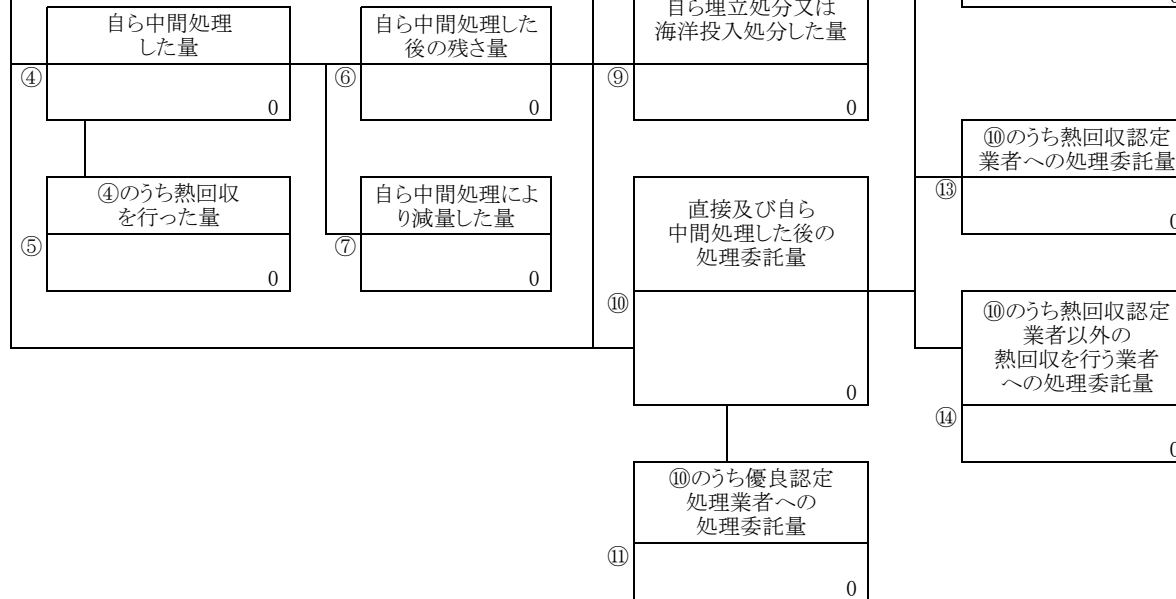 自ら中間処理
した量
④
0
自ら中間処理した
後の残さ量
⑥
0
自ら埋立処分又は
海洋投入処分した量
⑨
0
④のうち熱回収
を行った量
⑤
0
自ら中間処理によ
り減量した量
⑦
0
直接及び自ら
中間処理した後の
処理委託量
⑩
0
⑩のうち優良認定
処理業者への
処理委託量
⑪
0
⑩のうち熱回収認定
業者への処理委託量
⑬
0
⑩のうち熱回収認定
業者以外の
熱回収を行う業者
への処理委託量
⑭
0